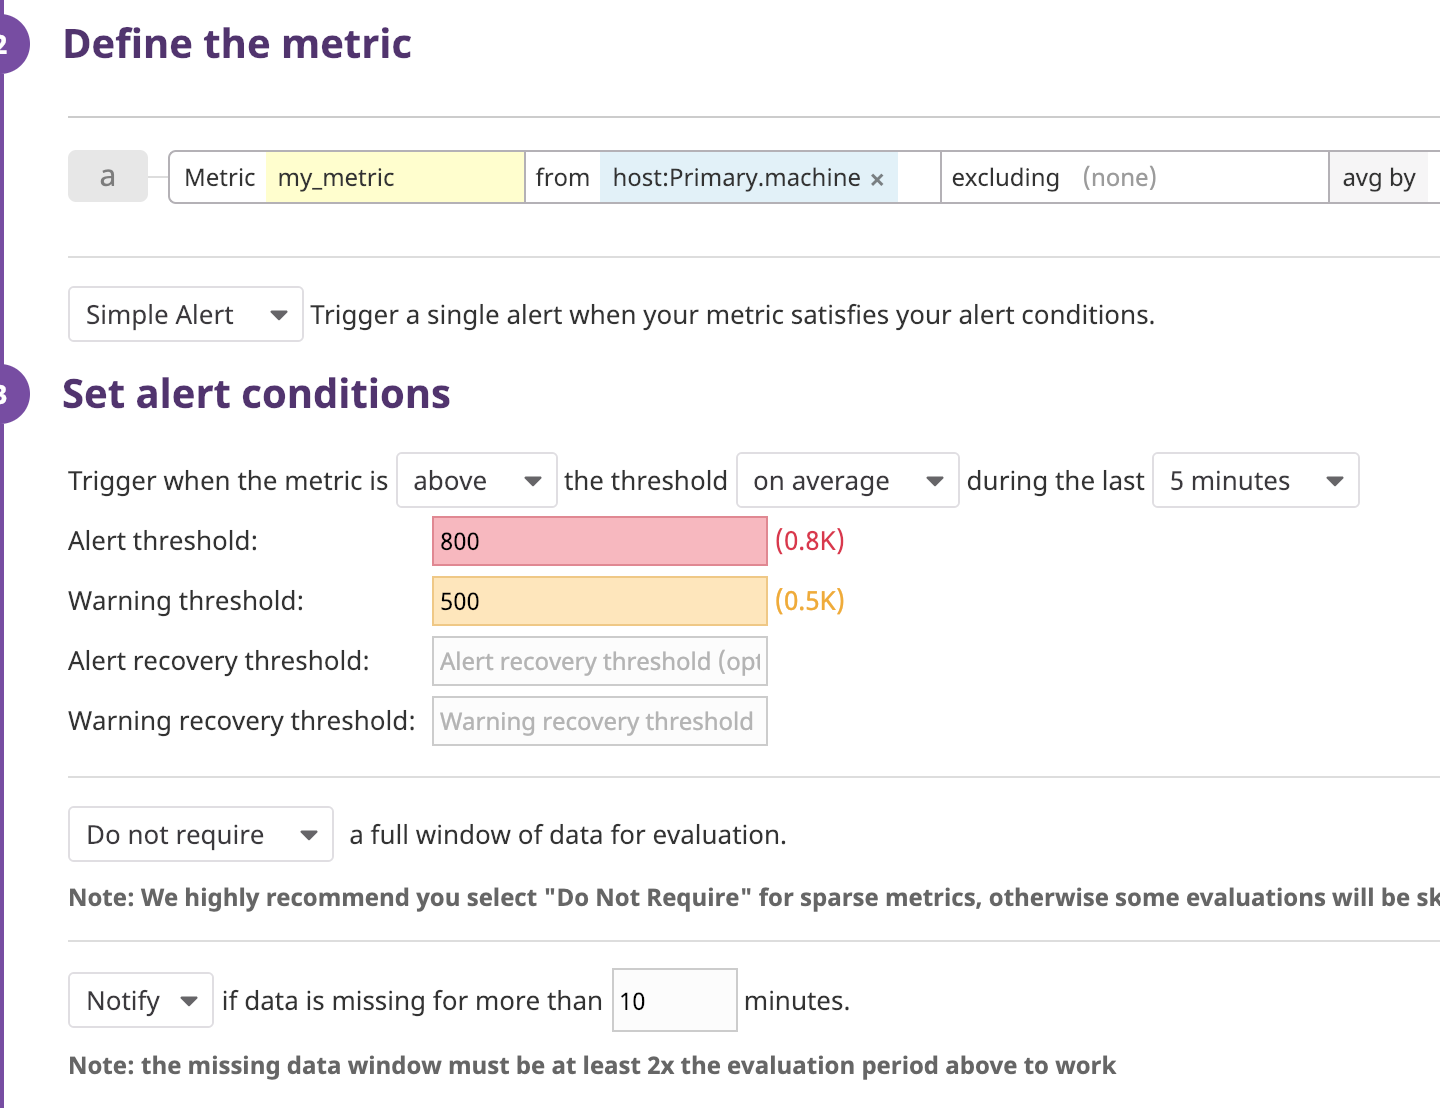 2 Define the metric
a Metric my_metric from host:Primary.machine × excluding (none) avg by
Simple Alert Trigger a single alert when your metric satisfies your alert conditions.
3 Set alert conditions
Trigger when the metric is above the threshold on average during the last 5 minutes
Alert threshold: 800 (0.8K)
Warning threshold: 500 (0.5K)
Alert recovery threshold: Alert recovery threshold (opt
Warning recovery threshold: Warning recovery threshold
Do not require a full window of data for evaluation.
Note: We highly recommend you select "Do Not Require" for sparse metrics, otherwise some evaluations will be sk
Notify if data is missing for more than 10 minutes.
Note: the missing data window must be at least 2x the evaluation period above to work